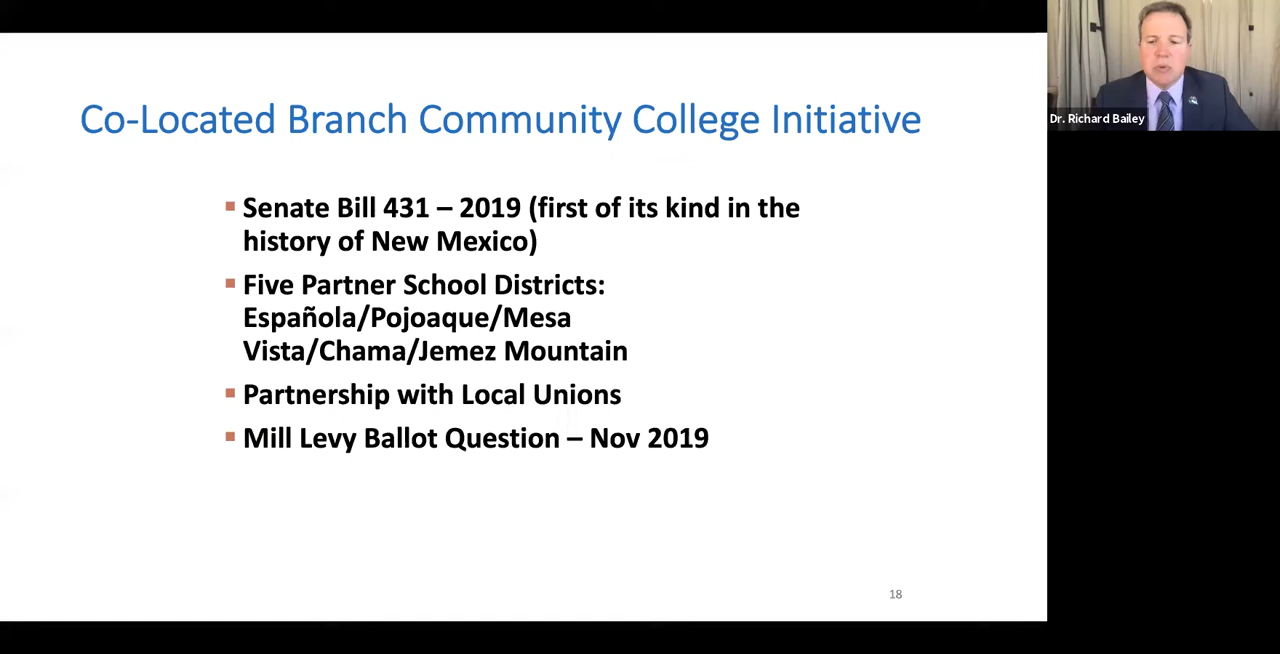 Co-Located Branch Community College Initiative
Dr. Richard Bailey
▪ Senate Bill 431 – 2019 (first of its kind in the
history of New Mexico)
▪ Five Partner School Districts:
Española/Pojoaque/Mesa
Vista/Chama/Jemez Mountain
▪ Partnership with Local Unions
▪ Mill Levy Ballot Question – Nov 2019
18